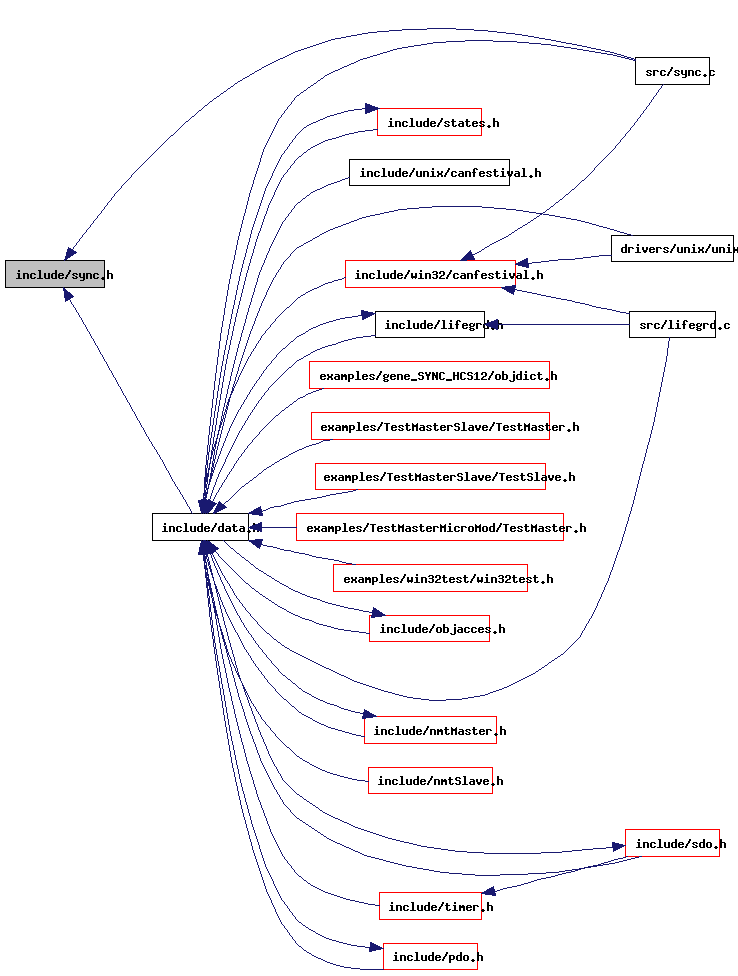 src/sync.c
include/states.h
include/unix/canfestival.h
drivers/unix/unix
include/sync.h
include/win32/canfestival.h
include/lifegrd.h
src/lifegrd.c
examples/gene_SYNC_HCS12/objdict.h
examples/TestMasterSlave/TestMaster.h
examples/TestMasterSlave/TestSlave.h
include/data.h
examples/TestMasterMicroMod/TestMaster.h
examples/win32test/win32test.h
include/objacces.h
include/nmtMaster.h
include/nmtSlave.h
include/sdo.h
include/timer.h
include/pdo.h